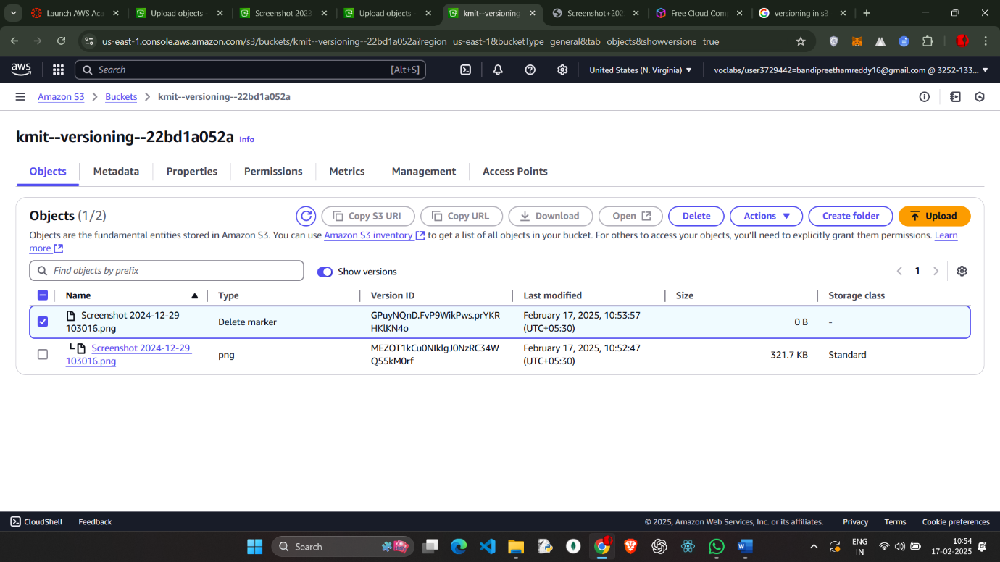 Launch AWS Aca
Upload objects -
Screenshot 2023
Upload objects -
kmit--versioning
Screenshot+202
Free Cloud Comp
versioning in s3
us-east-1.console.aws.amazon.com/s3/buckets/kmit--versioning--22bd1a052a?region=us-east-1&bucketType=general&tab=objects&showversions=true
aws
Search
[Alt+S]
United States (N. Virginia)
voclabs/user3729442=bandipreethamreddy16@gmail.com @ 3252-133...
Amazon S3
Buckets
kmit--versioning--22bd1a052a
kmit--versioning--22bd1a052a Info
Objects
Metadata
Properties
Permissions
Metrics
Management
Access Points
Objects (1/2)
Copy S3 URI
Copy URL
Download
Open
Delete
Actions
Create folder
Upload
Objects are the fundamental entities stored in Amazon S3. You can use Amazon S3 inventory to get a list of all objects in your bucket. For others to access your objects, you'll need to explicitly grant them permissions. Learn
more
Find objects by prefix
Show versions
1
Name
Type
Version ID
Last modified
Size
Storage class
Screenshot 2024-12-29
103016.png
Delete marker
GPuyNQnD.FvP9WikPws.prYKR
HKlKN4o
February 17, 2025, 10:53:57
(UTC+05:30)
0 B
-
Screenshot 2024-12-29
103016.png
png
MEZOT1kCu0NIklgJ0NzRC34W
Q55kM0rf
February 17, 2025, 10:52:47
(UTC+05:30)
321.7 KB
Standard
CloudShell
Feedback
© 2025, Amazon Web Services, Inc. or its affiliates.
Privacy
Terms
Cookie preferences
Search
ENG
IN
10:54
17-02-2025